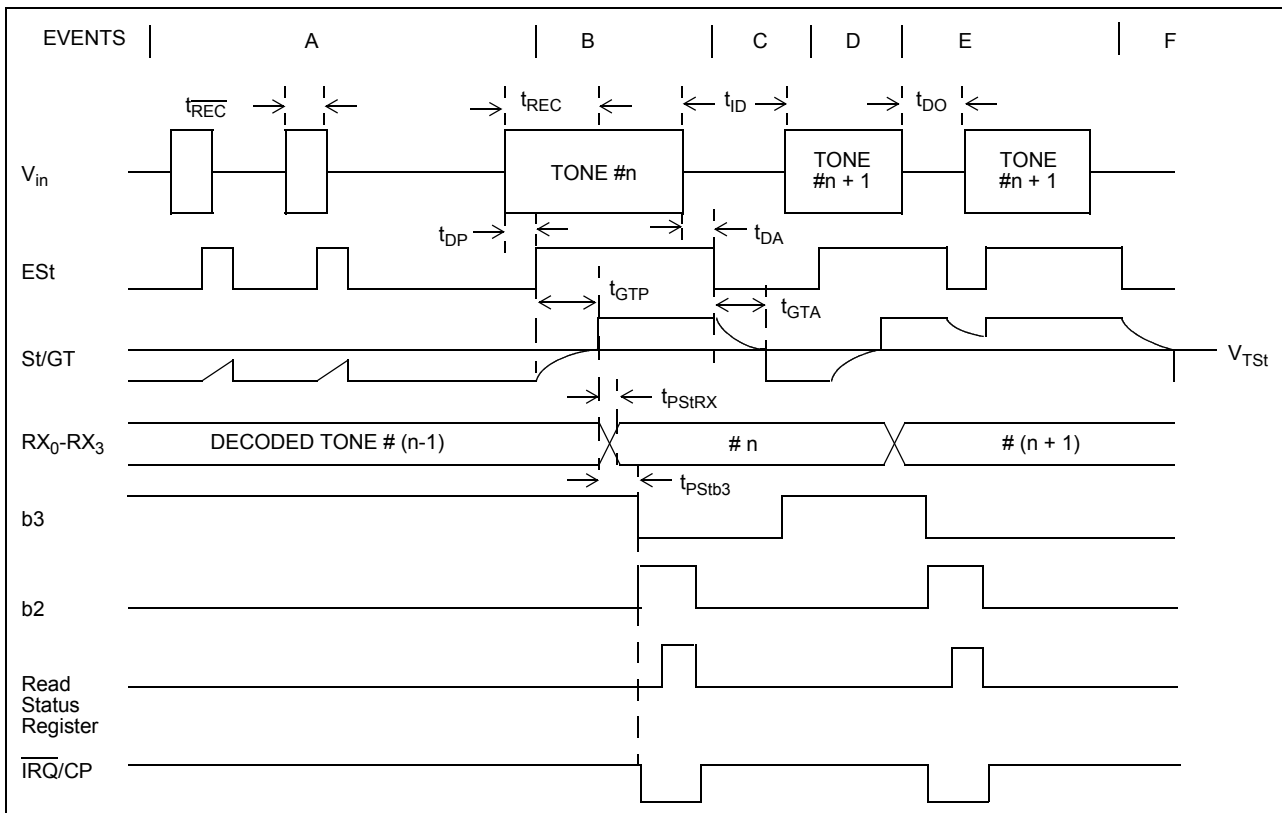 EVENTS A B C D E F
tREC tREC tID tDO
Vin TONE #n TONE #n + 1 TONE #n + 1
tDP tDA
ESt
tGTP tGTA
St/GT VTSt
tPStRX
RX0-RX3 DECODED TONE # (n-1) # n # (n + 1)
tPStb3
b3
b2
Read
Status
Register
IRQ/CP